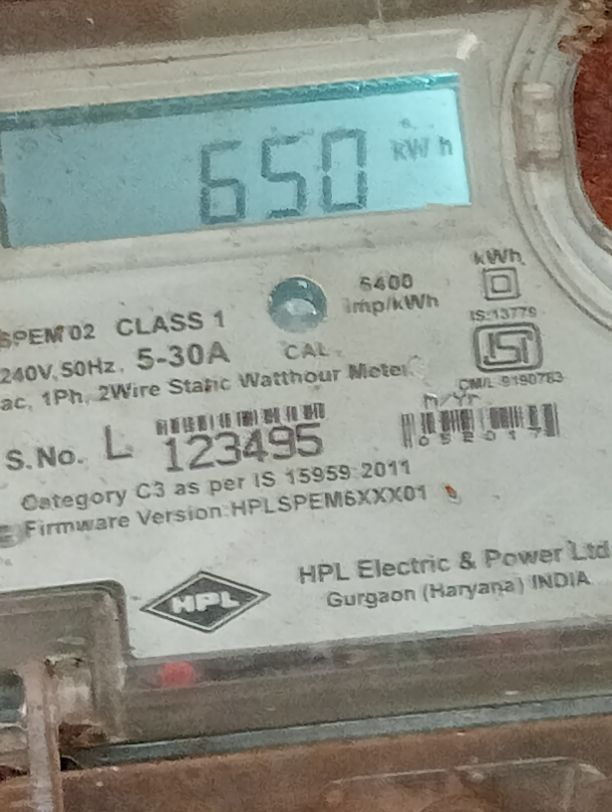 650 kWh
kWh
6400
imp/kWh
IS:13779
SPEM 02 CLASS 1
240V, 50Hz, 5-30A
CAL
ac, 1Ph, 2Wire Static Watthour Meter
CM/L 9190763
m/Yr
S.No. L 123495
052017
Category C3 as per IS 15959:2011
Firmware Version:HPLSPEM6XXX01
HPL Electric & Power Ltd
Gurgaon (Haryana) INDIA
HPL